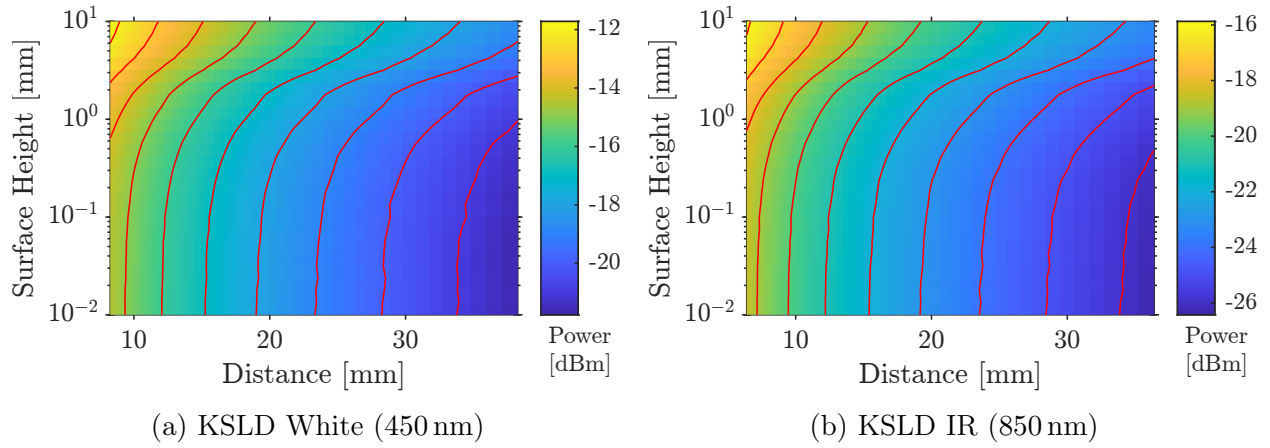 Surface Height [mm]
10^1
10^0
10^-1
10^-2
10
20
30
Distance [mm]
-12
-14
-16
-18
-20
Power
[dBm]
(a) KSLD White (450 nm)
Surface Height [mm]
10^1
10^0
10^-1
10^-2
10
20
30
Distance [mm]
-16
-18
-20
-22
-24
-26
Power
[dBm]
(b) KSLD IR (850 nm)